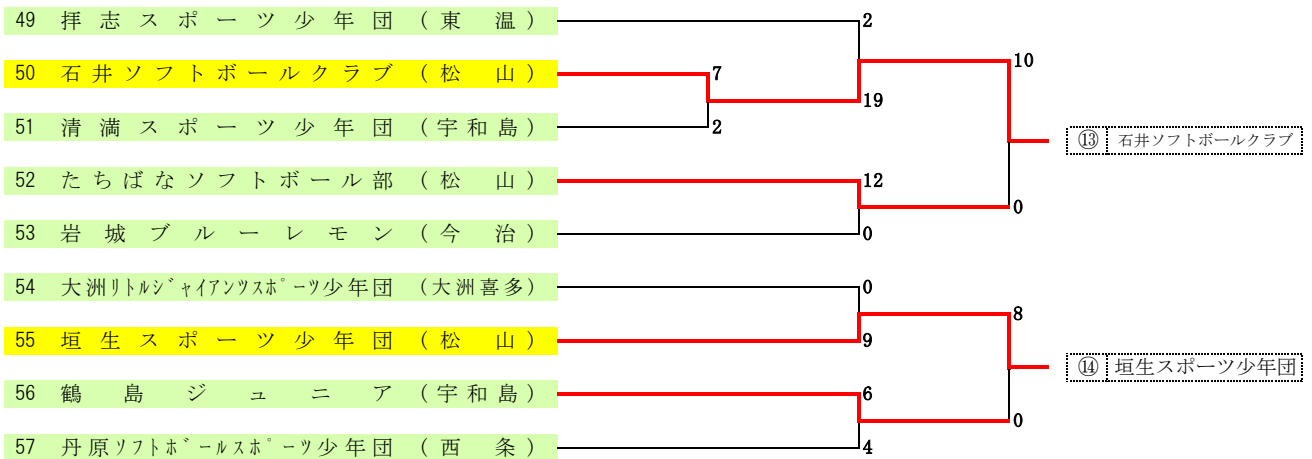 49 拝志スポーツ少年団(東 温) 2
10
50 石井ソフトボールクラブ(松 山) 7
19
51 清満スポーツ少年団(宇和島) 2
⑬ 石井ソフトボールクラブ
52 たちばなソフトボール部(松 山) 12
0
53 岩城ブルーレモン(今 治) 0
54 大洲ﾘﾄﾙｼﾞｬｲｱﾝﾂｽﾎﾟｰﾂ少年団(大洲喜多) 0
8
55 垣生スポーツ少年団(松 山) 9
⑭ 垣生スポーツ少年団
56 鶴島ジュニア(宇和島) 6
0
57 丹原ｿﾌﾄﾎﾞｰﾙｽﾎﾟｰﾂ少年団(西 条) 4